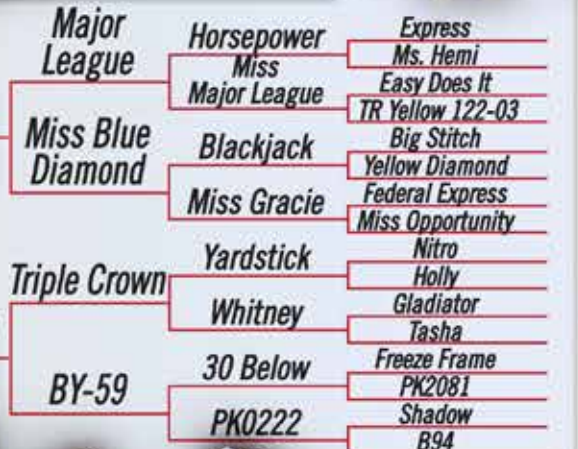 Major
League
Miss Blue
Diamond
Triple Crown
BY-59
Horsepower
Miss
Major League
Blackjack
Miss Gracie
Yardstick
Whitney
30 Below
PK0222
Express
Ms. Hemi
Easy Does It
TR Yellow 122-03
Big Stitch
Yellow Diamond
Federal Express
Miss Opportunity
Nitro
Holly
Gladiator
Tasha
Freeze Frame
PK2081
Shadow
B94